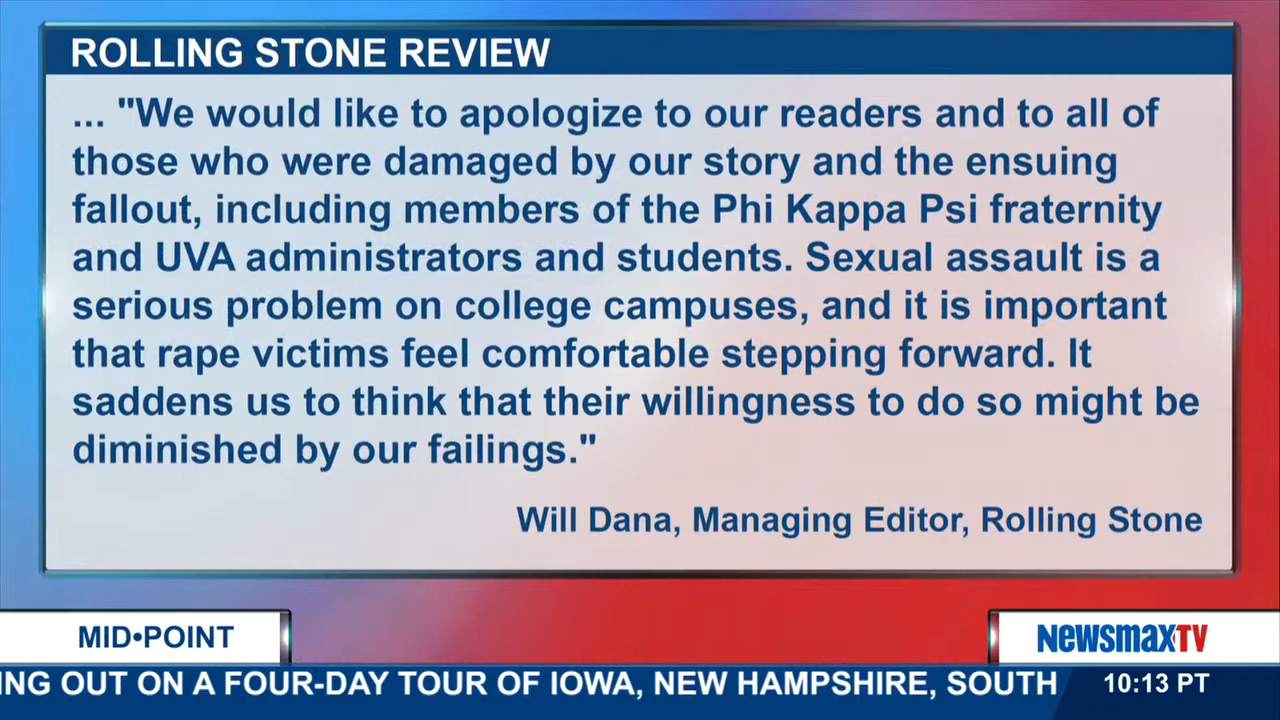 ROLLING STONE REVIEW
... "We would like to apologize to our readers and to all of
those who were damaged by our story and the ensuing
fallout, including members of the Phi Kappa Psi fraternity
and UVA administrators and students. Sexual assault is a
serious problem on college campuses, and it is important
that rape victims feel comfortable stepping forward. It
saddens us to think that their willingness to do so might be
diminished by our failings."
Will Dana, Managing Editor, Rolling Stone
MID•POINT
NEWSMAXTV
NG OUT ON A FOUR-DAY TOUR OF IOWA, NEW HAMPSHIRE, SOUTH
10:13 PT